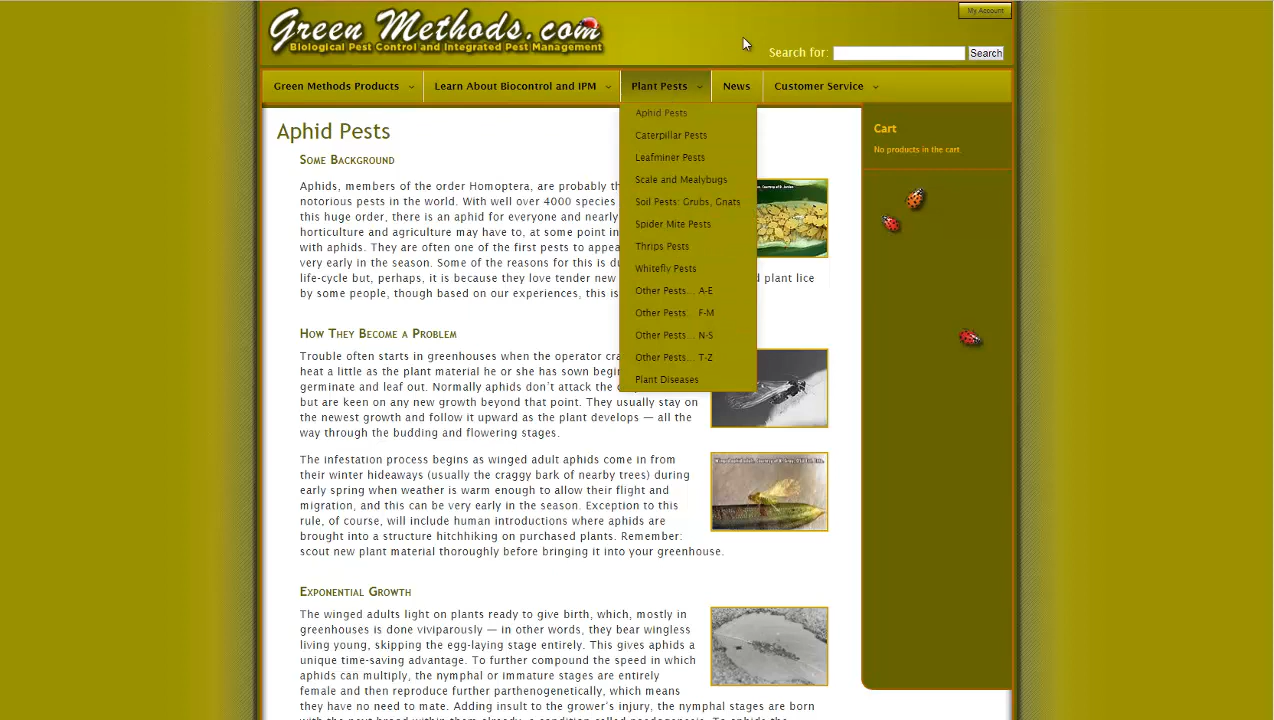 Green Methods.com
Biological Pest Control and Integrated Pest Management
My Account
Search for:
Search
Green Methods Products
Learn About Biocontrol and IPM
Plant Pests
News
Customer Service
Aphid Pests
Caterpillar Pests
Leafminer Pests
Scale and Mealybugs
Soil Pests: Grubs, Gnats
Spider Mite Pests
Thrips Pests
Whitefly Pests
Other Pests... A-E
Other Pests... F-M
Other Pests... N-S
Other Pests... T-Z
Plant Diseases
Cart
No products in the cart.
Aphid Pests
Some Background
Aphids, members of the order Homoptera, are probably
notorious pests in the world. With well over 4000 species
this huge order, there is an aphid for everyone and nearly
horticulture and agriculture may have to, at some point in
with aphids. They are often one of the first pests to
very early in the season. Some of the reasons for this is
life-cycle but, perhaps, it is because they love tender new plant lice
by some people, though based on our experiences, this is
How They Become a Problem
Trouble often starts in greenhouses when the operator
heat a little as the plant material he or she has sown
germinate and leaf out. Normally aphids don't attack the
but are keen on any new growth beyond that point. They usually stay
on the newest growth and follow it upward as the plant develops — all the
way through the budding and flowering stages.
The infestation process begins as winged adult aphids come in from
their winter hideaways (usually the craggy bark of nearby trees) during
early spring when weather is warm enough to allow their flight and
migration, and this can be very early in the season. Exception to this
rule, of course, will include human introductions where aphids are
brought into a structure hitchhiking on purchased plants. Remember:
scout new plant material thoroughly before bringing it into your greenhouse.
Exponential Growth
The winged adults light on plants ready to give birth, which, mostly in
greenhouses is done viviparously — in other words, they bear wingless
living young, skipping the egg-laying stage entirely. This gives aphids a
unique time-saving advantage. To further compound the speed in which
aphids can multiply, the nymphal or immature stages are entirely
female and then reproduce further parthenogenetically, which means
they have no need to mate. Adding insult to the grower's injury, the nymphal stages are born